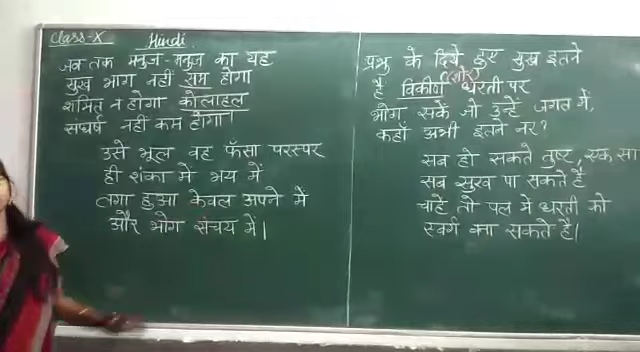 Class-X Hindi
जब तक मनुज-मनुज का यह
सुख भाग नहीं सम होगा
शमित न होगा कोलाहल
संघर्ष नहीं कम होगा।
उसे भूल वह फँसा परस्पर
ही शंका में भय में
लगा हुआ केवल अपने में
और भोग संचय में।
प्रभु के दिये हुए सुख इतने
है विकीर्ण धरती पर
भोग सकें जो उन्हें जगत में,
कहाँ अभी इतने नर?
सब हो सकते तुष्ट, एक सा
सब सुख पा सकते है
चाहें तो पल में धरती को
स्वर्ग बना सकते है।